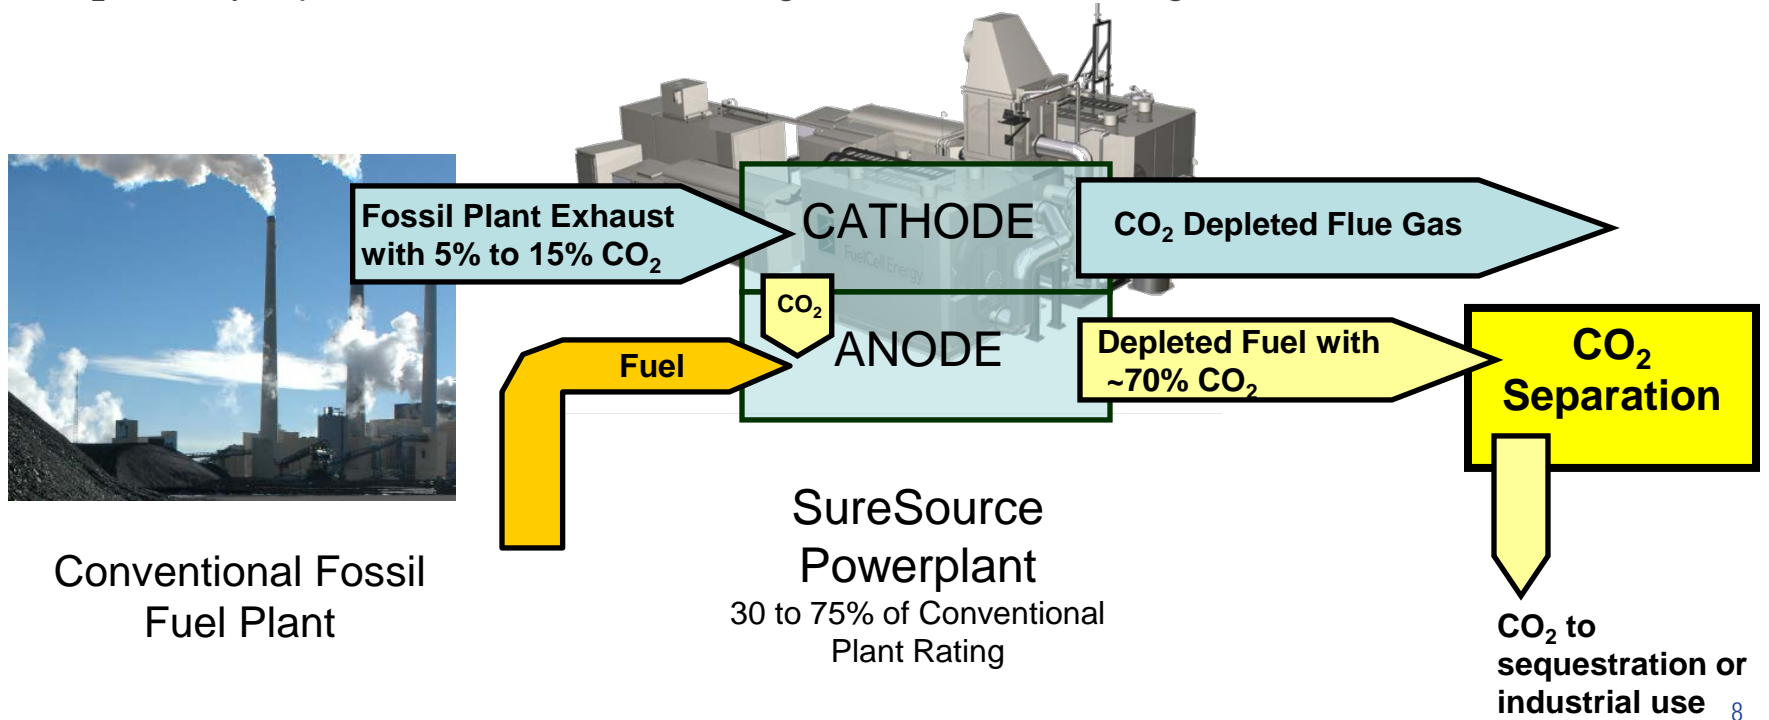 Fossil Plant Exhaust
with 5% to 15% CO₂
CATHODE
FuelCell Energy
CO₂ Depleted Flue Gas
CO₂
Fuel
ANODE
Depleted Fuel with
~70% CO₂
CO₂
Separation
SureSource
Powerplant
30 to 75% of Conventional
Plant Rating
Conventional Fossil
Fuel Plant
CO₂ to
sequestration or
industrial use
8